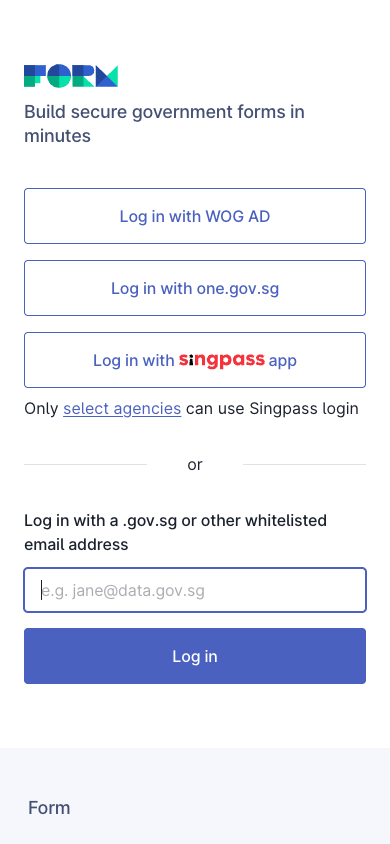 FORM
Build secure government forms in
minutes
Log in with WOG AD
Log in with one.gov.sg
Log in with singpass app
Only select agencies can use Singpass login
or
Log in with a .gov.sg or other whitelisted
email address
e.g. jane@data.gov.sg
Log in
Form